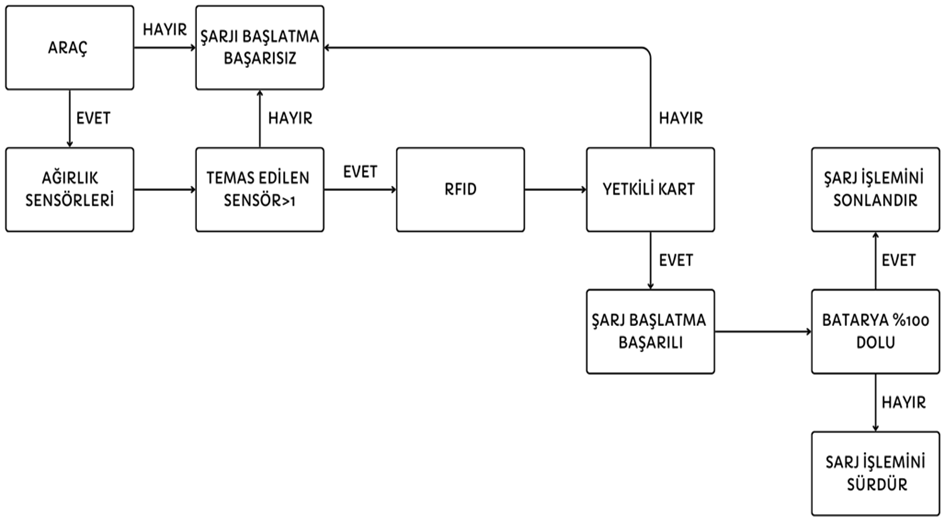 ARAÇ
HAYIR
ŞARJI BAŞLATMA
BAŞARISIZ
EVET
HAYIR
HAYIR
AĞIRLIK
SENSÖRLERİ
TEMAS EDİLEN
SENSÖR>1
EVET
RFID
YETKİLİ KART
ŞARJ İŞLEMİNİ
SONLANDIR
EVET
EVET
ŞARJ BAŞLATMA
BAŞARILI
BATARYA %100
DOLU
HAYIR
SARJ İŞLEMİNİ
SÜRDÜR